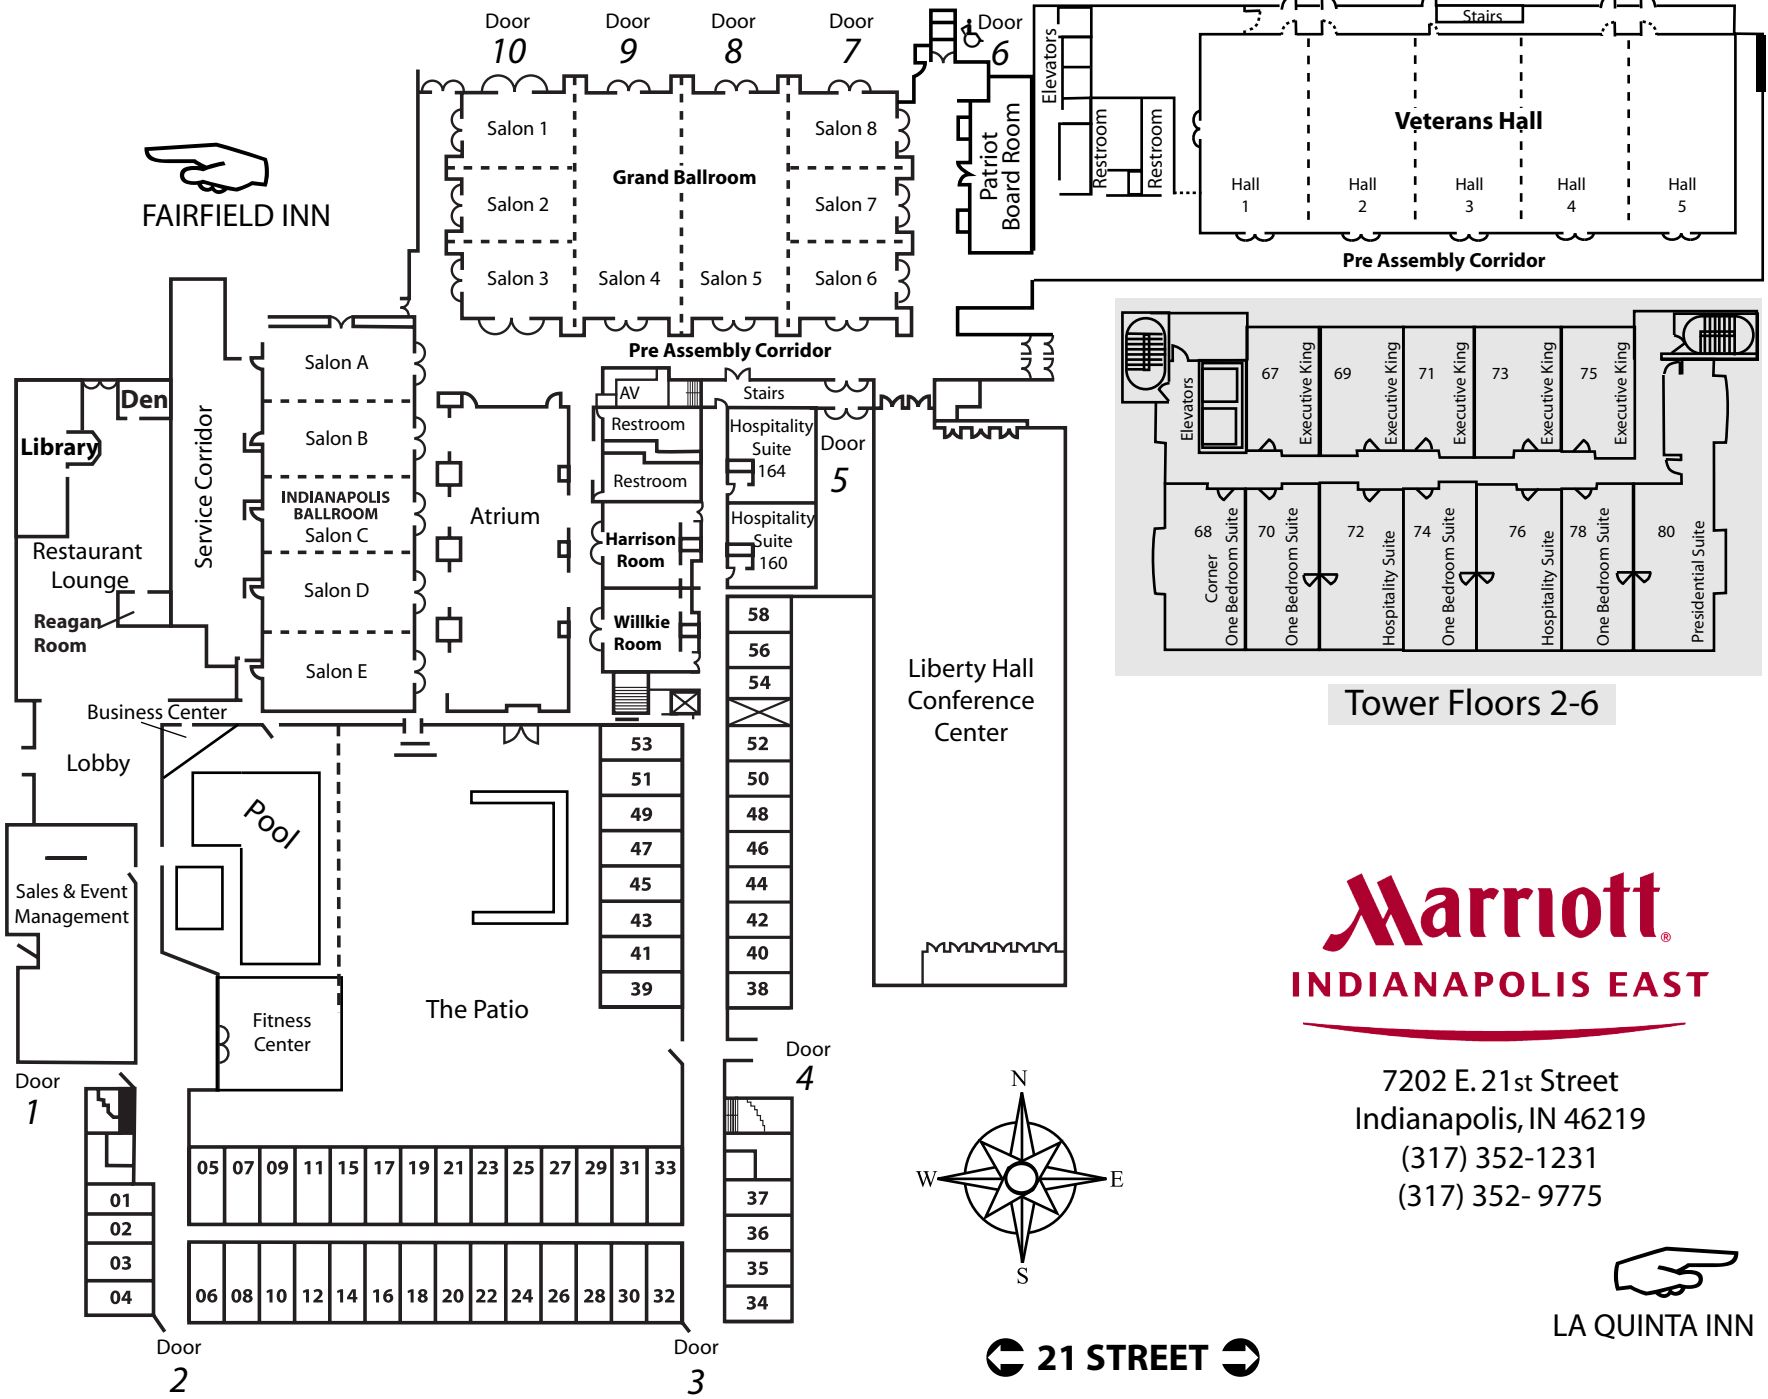 Door
10
Door
9
Door
8
Door
7
Door
6
Elevators
Stairs
Salon 1
Salon 8
Grand Ballroom
Salon 2
Salon 7
Salon 3
Salon 4
Salon 5
Salon 6
Patriot
Board Room
Restroom
Restroom
Veterans Hall
Hall
1
Hall
2
Hall
3
Hall
4
Hall
5
Pre Assembly Corridor
FAIRFIELD INN
Pre Assembly Corridor
Salon A
Salon B
INDIANAPOLIS
BALLROOM
Salon C
Salon D
Salon E
Service Corridor
Den
Library
Restaurant
Lounge
Reagan
Room
Atrium
AV
Stairs
Restroom
Restroom
Harrison
Room
Willkie
Room
Hospitality
Suite
164
Hospitality
Suite
160
Door
5
Elevators
67
Executive King
69
Executive King
71
Executive King
73
Executive King
75
Executive King
68
Corner
One Bedroom Suite
70
One Bedroom Suite
72
Hospitality Suite
74
One Bedroom Suite
76
Hospitality Suite
78
One Bedroom Suite
80
Presidential Suite
Tower Floors 2-6
58
56
54
52
50
48
46
44
42
40
38
53
51
49
47
45
43
41
39
Liberty Hall
Conference
Center
Business Center
Lobby
Pool
Sales & Event
Management
Fitness
Center
The Patio
Door
1
Door
4
01
02
03
04
05 07 09 11 15 17 19 21 23 25 27 29 31 33
06 08 10 12 14 16 18 20 22 24 26 28 30 32
37
36
35
34
Door
2
Door
3
N
W
E
S
Marriott®
INDIANAPOLIS EAST
7202 E. 21st Street
Indianapolis, IN 46219
(317) 352-1231
(317) 352- 9775
LA QUINTA INN
21 STREET